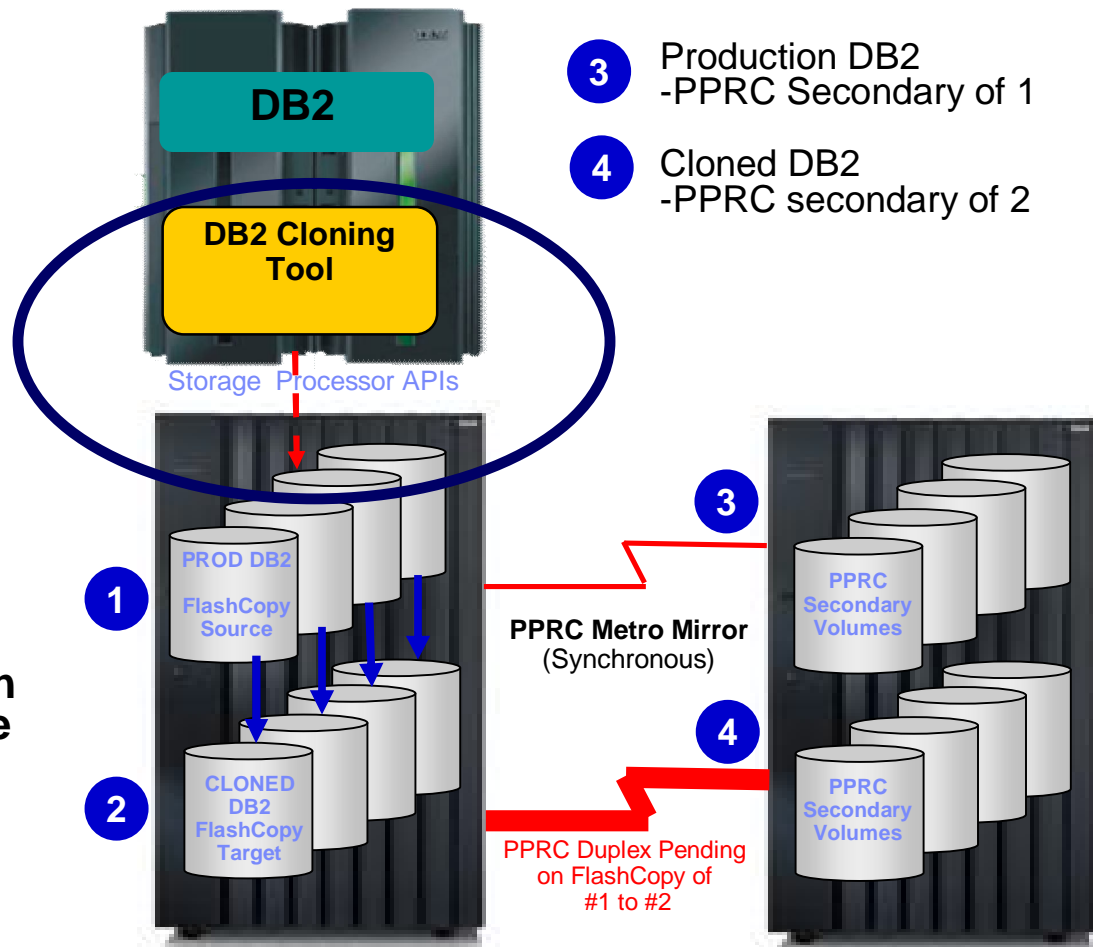 DB2
DB2 Cloning
Tool
Storage Processor APIs
3
Production DB2
-PPRC Secondary of 1
4
Cloned DB2
-PPRC secondary of 2
1
PROD DB2
FlashCopy
Source
n
e
2
CLONED
DB2
FlashCopy
Target
3
PPRC Metro Mirror
(Synchronous)
4
PPRC Duplex Pending
on FlashCopy of
#1 to #2
PPRC
Secondary
Volumes
PPRC
Secondary
Volumes